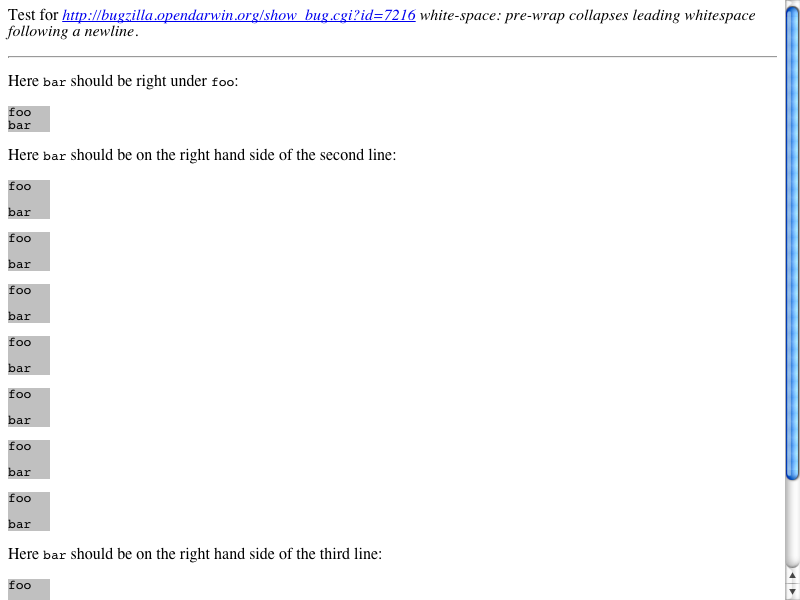 Test for http://bugzilla.opendarwin.org/show_bug.cgi?id=7216 white-space: pre-wrap collapses leading whitespace
following a newline.
Here bar should be right under foo:
foo
bar
Here bar should be on the right hand side of the second line:
foo
bar
foo
bar
foo
bar
foo
bar
foo
bar
foo
bar
foo
bar
Here bar should be on the right hand side of the third line:
foo